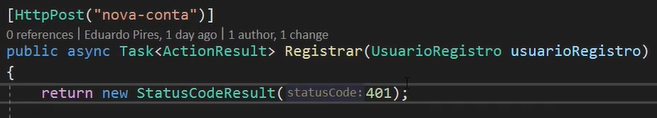 [HttpPost("nova-conta")]
0 references | Eduardo Pires, 1 day ago | 1 author, 1 change
public async Task<ActionResult> Registrar(UsuarioRegistro usuarioRegistro)
{
return new StatusCodeResult(statusCode:401);